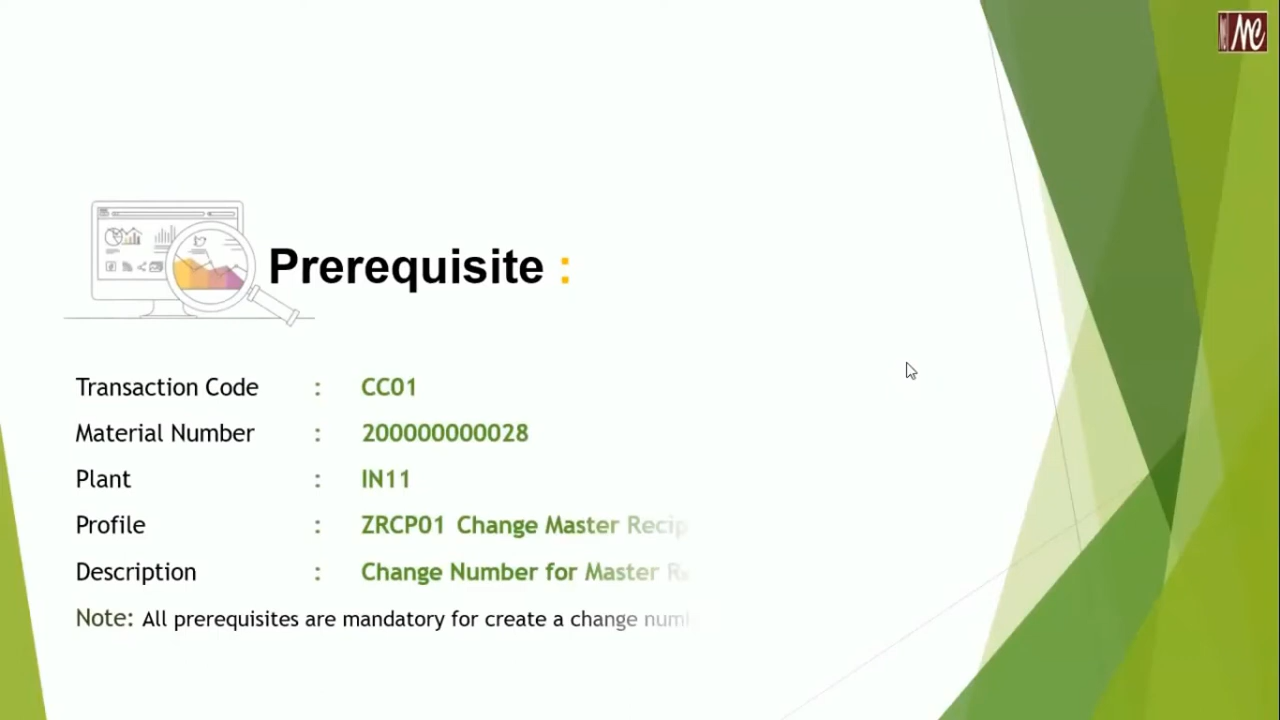 Prerequisite :
Transaction Code : CC01
Material Number : 200000000028
Plant : IN11
Profile : ZRCP01 Change Master
Description : Change Number for Master
Note: All prerequisites are mandatory for create a change